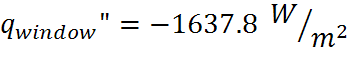 q_window" = −1637.8 W/m²